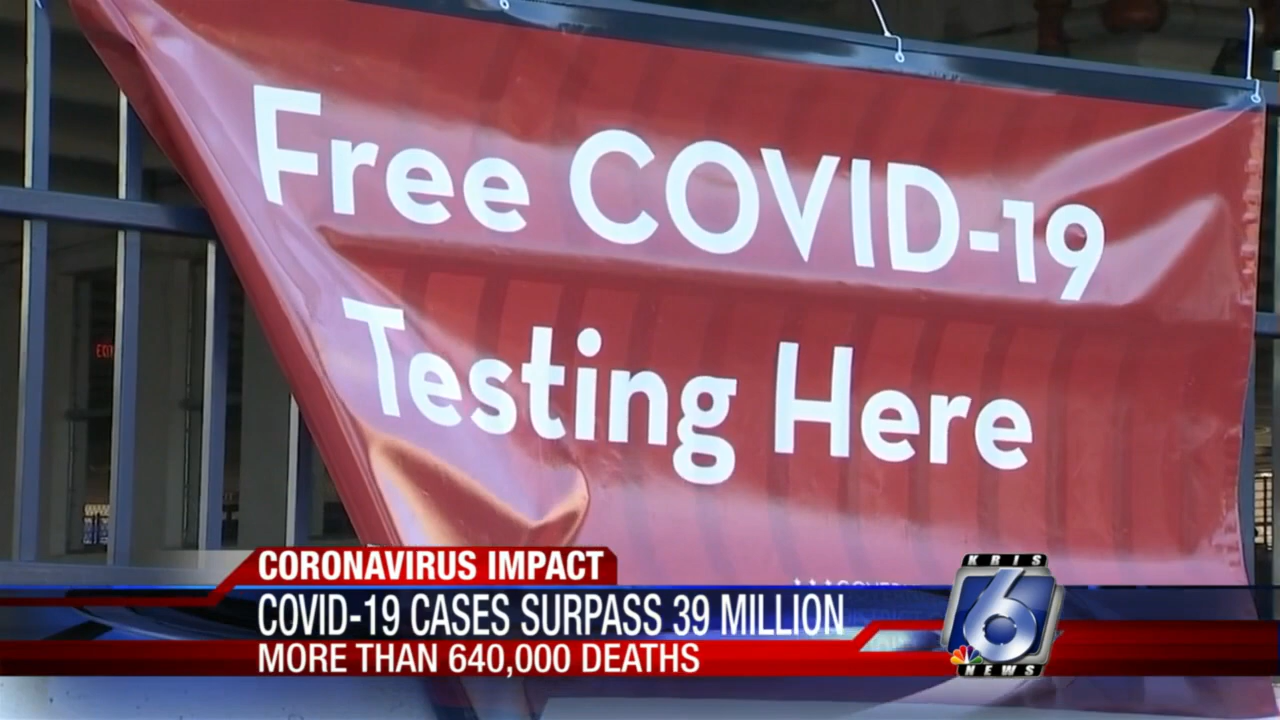 Free COVID-19
Testing Here
CORONAVIRUS IMPACT
COVID-19 CASES SURPASS 39 MILLION
MORE THAN 640,000 DEATHS
KRIS
6
NEWS